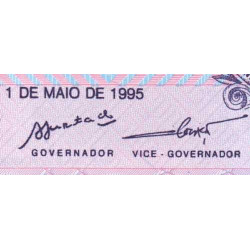 1 DE MAIO DE 1995
GOVERNADOR VICE - GOVERNADOR